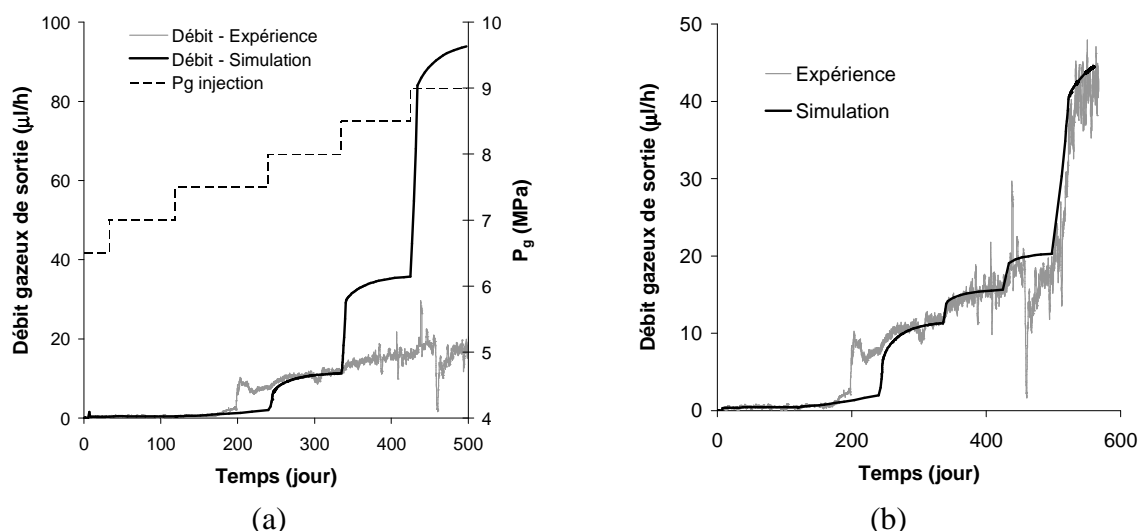 Débit - Expérience
Débit - Simulation
Pg injection
Débit gazeux de sortie (µl/h)
100
80
60
40
20
0
10
9
8
7
6
5
4
P_g (MPa)
0 100 200 300 400 500
Temps (jour)
(a)
Expérience
Simulation
Débit gazeux de sortie (µl/h)
50
40
30
20
10
0
0 200 400 600
Temps (jour)
(b)